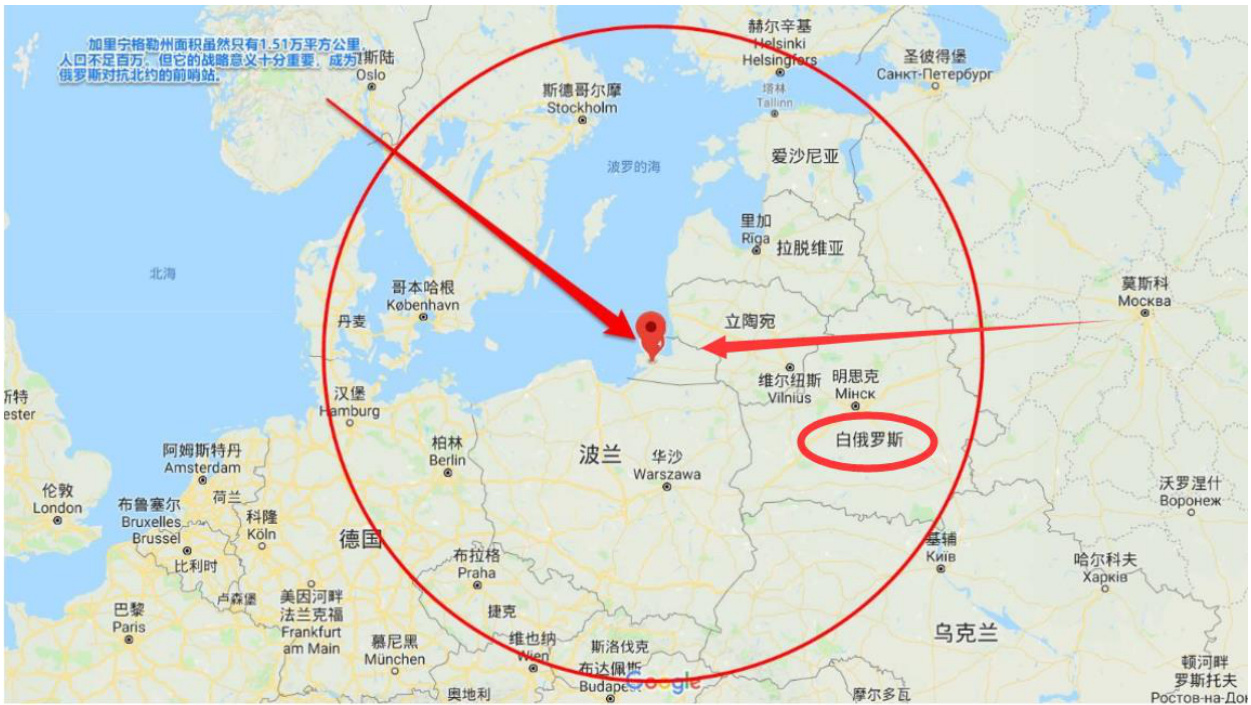 加里宁格勒州面积虽然只有1.51万平方公里，
人口不足百万，但它的战略意义十分重要，成为
俄罗斯对抗北约的前哨站。
斯陆
Oslo
赫尔辛基
Helsinki
Helsingfors
圣彼得堡
Санкт-Петербург
斯德哥尔摩
Stockholm
塔林
Tallinn
爱沙尼亚
波罗的海
里加
Rīga
拉脱维亚
北海
哥本哈根
København
丹麦
莫斯科
Москва
立陶宛
维尔纽斯
Vilnius
明思克
Мінск
斯特
ester
汉堡
Hamburg
白俄罗斯
阿姆斯特丹
Amsterdam
柏林
Berlin
波兰
华沙
Warszawa
伦敦
London
荷兰
布鲁塞尔
Bruxelles
Brussel
科隆
Köln
德国
沃罗涅什
Воронеж
基辅
Київ
哈尔科夫
Харків
比利时
布拉格
Praha
卢森堡
美因河畔
法兰克福
Frankfurt
am Main
捷克
巴黎
Paris
慕尼黑
München
维也纳
Wien
斯洛伐克
乌克兰
布达佩斯
Budape
Google
奥地利
摩尔多瓦
顿河畔
罗斯托夫
Ростов-на-Дон